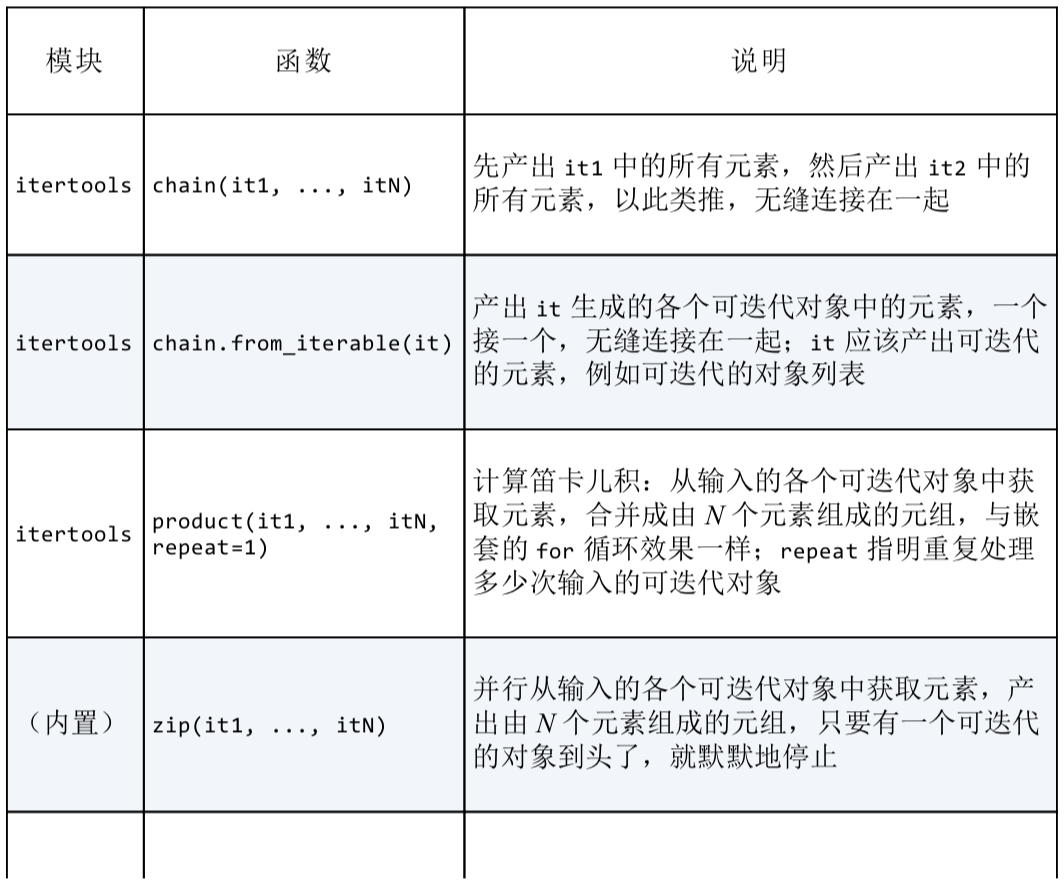 模块 函数 说明
itertools chain(it1, ..., itN) 先产出 it1 中的所有元素，然后产出 it2 中的
所有元素，以此类推，无缝连接在一起
itertools chain.from_iterable(it) 产出 it 生成的各个可迭代对象中的元素，一个
接一个，无缝连接在一起；it 应该产出可迭代
的元素，例如可迭代的对象列表
itertools product(it1, ..., itN,
repeat=1)
计算笛卡儿积：从输入的各个可迭代对象中获
取元素，合并成由 N 个元素组成的元组，与嵌
套的 for 循环效果一样；repeat 指明重复处理
多少次输入的可迭代对象
（内置） zip(it1, ..., itN) 并行从输入的各个可迭代对象中获取元素，产
出由 N 个元素组成的元组，只要有一个可迭代
的对象到头了，就默默地停止